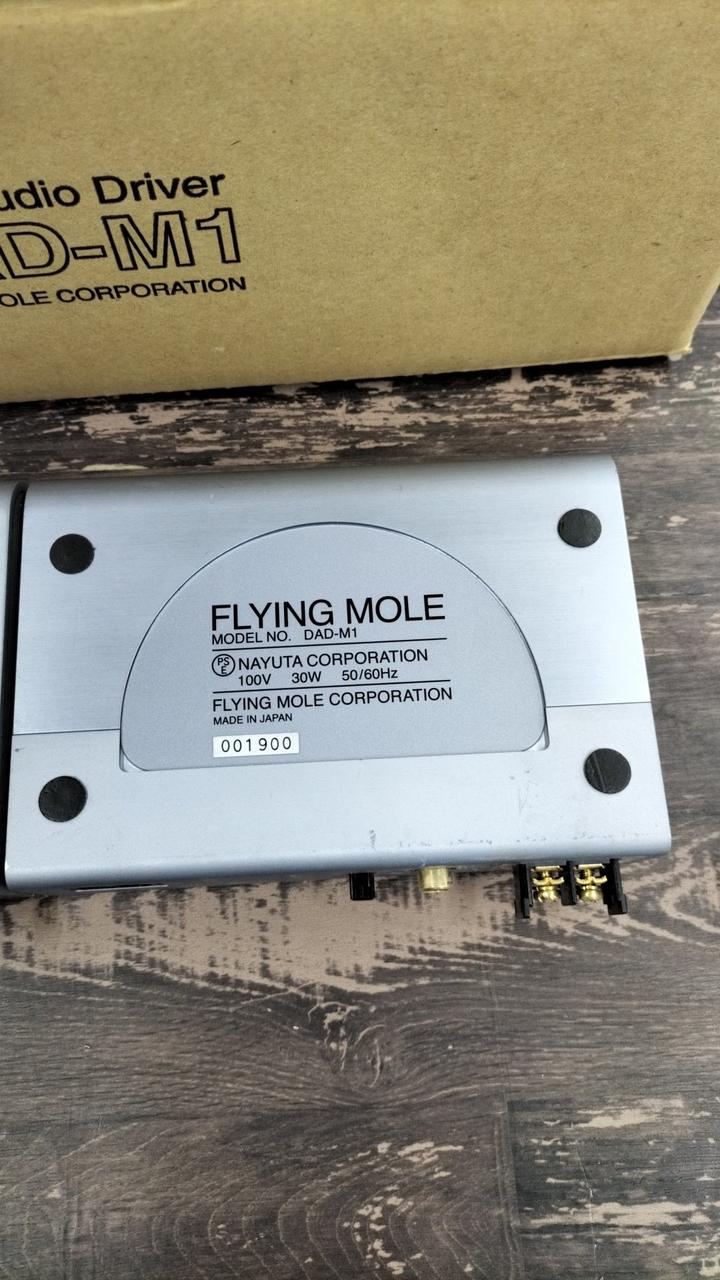 udio Driver
D-M1
OLE CORPORATION
FLYING MOLE
MODEL NO. DAD-M1
PS E NAYUTA CORPORATION
100V 30W 50/60Hz
FLYING MOLE CORPORATION
MADE IN JAPAN
001900